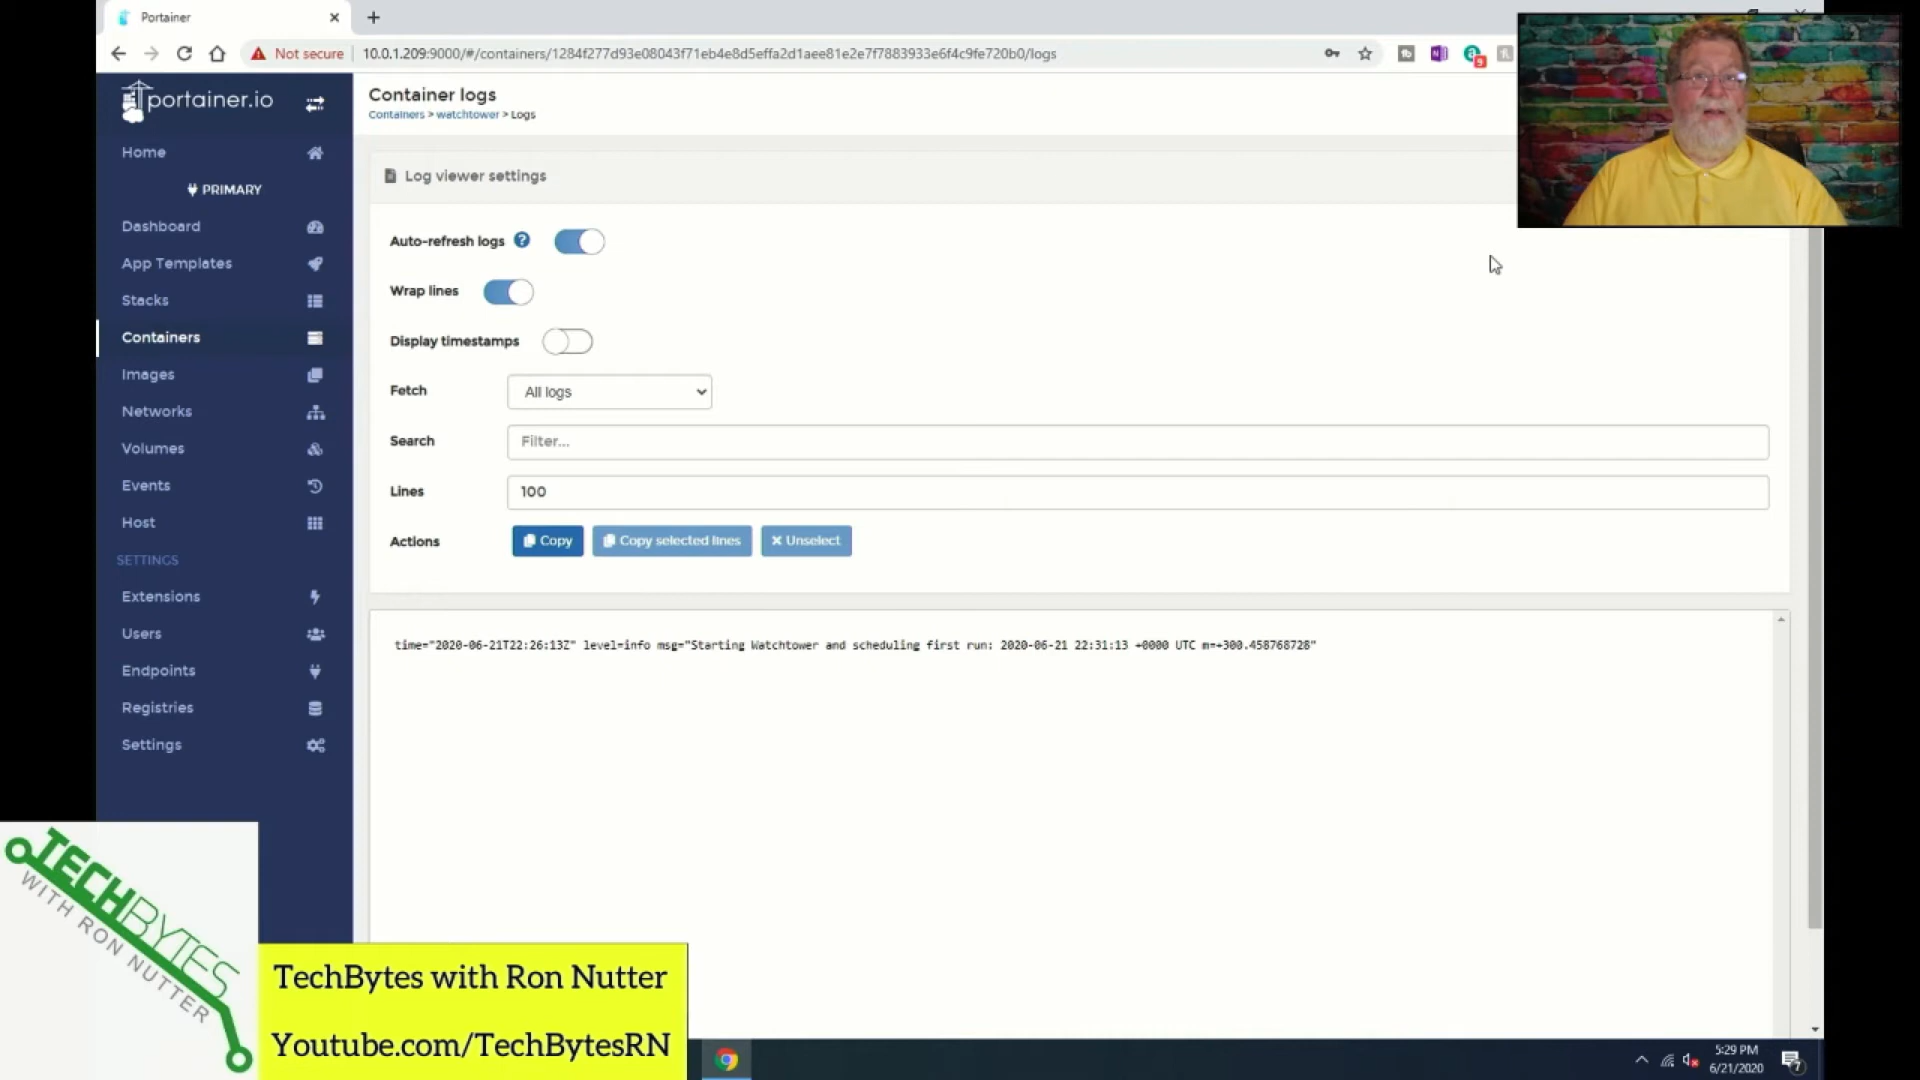 Portainer
Not secure
10.0.1.209:9000/#/containers/1284f277d93e08043f71eb4e8d5effa2d1aee81e2e7f7883933e6f4c9fe720b0/logs
9
portainer.io
Container logs
Containers > watchtower > Logs
Home
PRIMARY
Dashboard
App Templates
Stacks
Containers
Images
Networks
Volumes
Events
Host
SETTINGS
Extensions
Users
Endpoints
Registries
Settings
Log viewer settings
Auto-refresh logs ?
Wrap lines
Display timestamps
Fetch All logs
Search Filter...
Lines 100
Actions Copy Copy selected lines Unselect
time="2020-06-21T22:26:13Z" level=info msg="Starting Watchtower and scheduling first run: 2020-06-21 22:31:13 +0000 UTC m=+300.458768728"
TECHBYTES
WITH RON NUTTER
TechBytes with Ron Nutter
Youtube.com/TechBytesRN
5:29 PM
6/21/2020